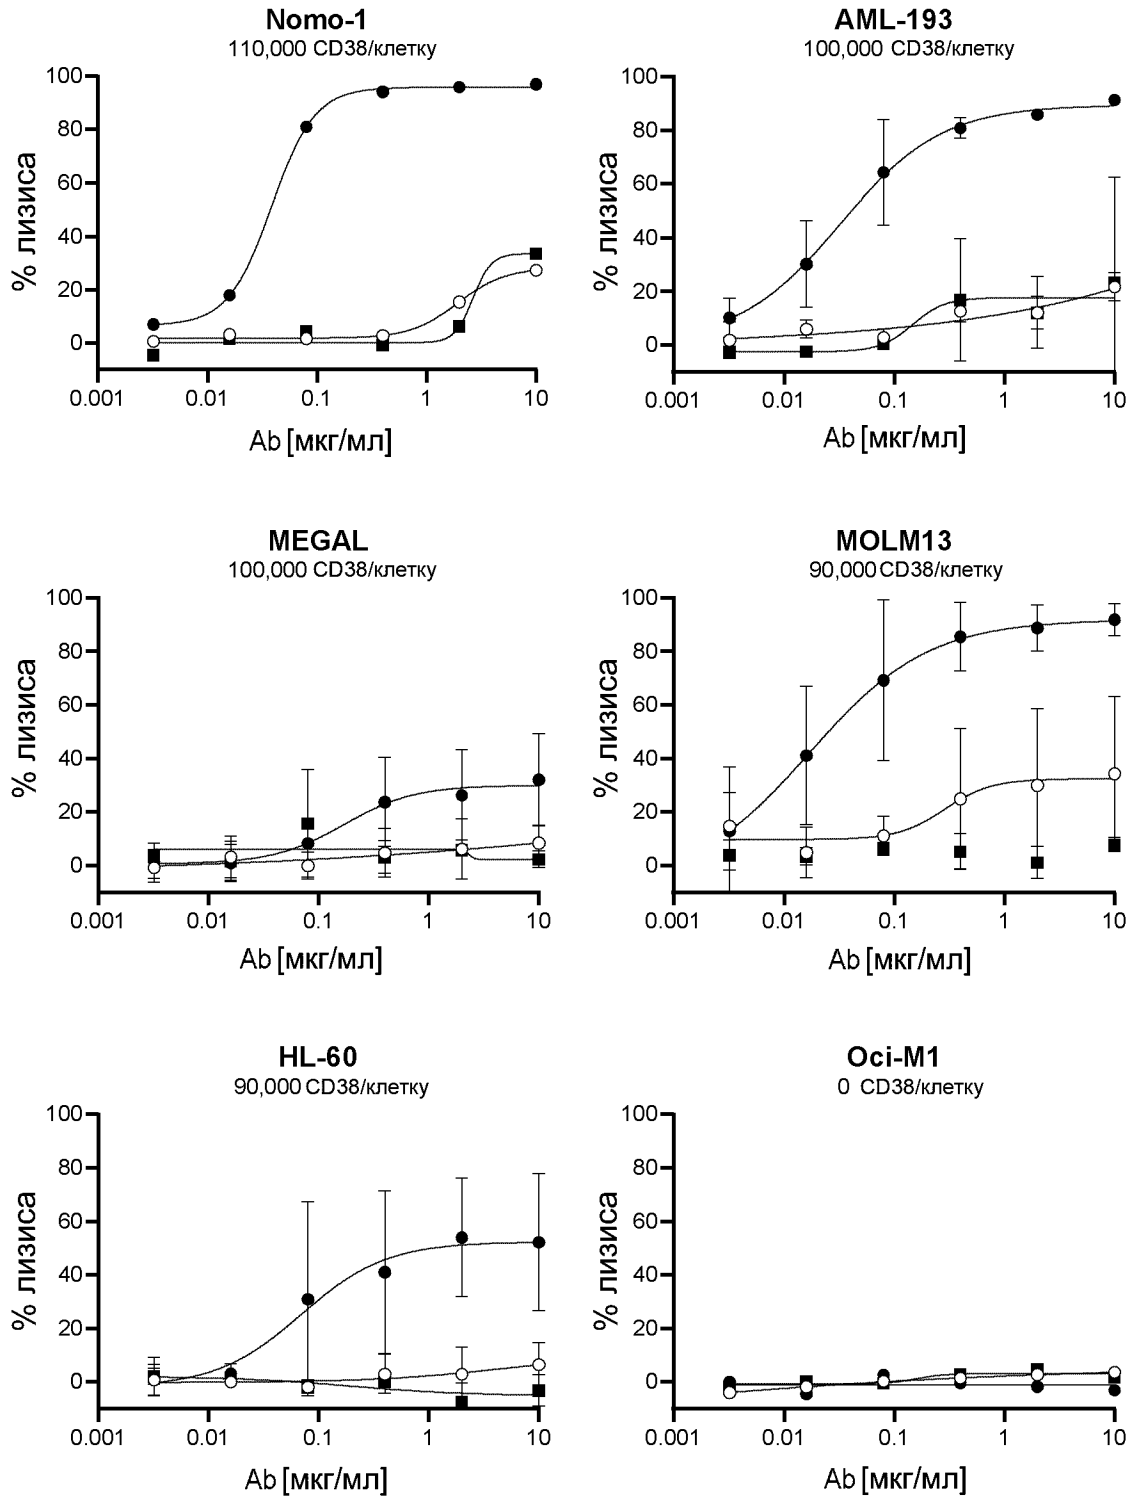 Nomo-1
110,000 CD38/клетку
100
80
60
40
20
0
% лизиса
0.001 0.01 0.1 1 10
Ab [мкг/мл]
AML-193
100,000 CD38/клетку
100
80
60
40
20
0
% лизиса
0.001 0.01 0.1 1 10
Ab [мкг/мл]
MEGAL
100,000 CD38/клетку
100
80
60
40
20
0
% лизиса
0.001 0.01 0.1 1 10
Ab [мкг/мл]
MOLM13
90,000 CD38/клетку
100
80
60
40
20
0
% лизиса
0.001 0.01 0.1 1 10
Ab [мкг/мл]
HL-60
90,000 CD38/клетку
100
80
60
40
20
0
% лизиса
0.001 0.01 0.1 1 10
Ab [мкг/мл]
Oci-M1
0 CD38/клетку
100
80
60
40
20
0
% лизиса
0.001 0.01 0.1 1 10
Ab [мкг/мл]